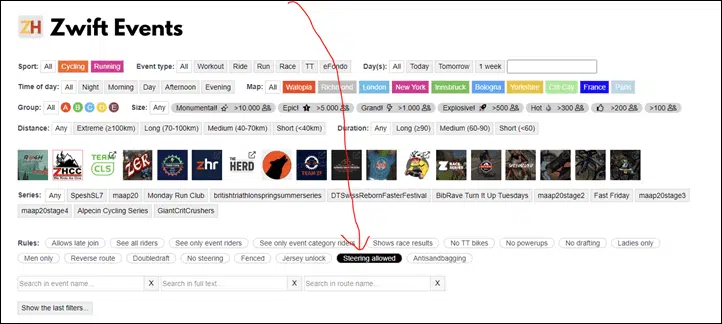 ZH Zwift Events
Sport: All Cycling Running Event type: All Workout Ride Run Race TT eFondo Day(s): All Today Tomorrow 1 week
Time of day: All Night Morning Day Afternoon Evening Map: All Watopia Richmond London New York Innsbruck Bologna Yorkshire Crit City France Paris
Group: All A B C D E Size: Any Monumental! >10.000 Epic! >5.000 Grand! >1.000 Explosive! >500 Hot >300 >200 >100
Distance: Any Extreme (≥100km) Long (70-100km) Medium (40-70km) Short (<40km) Duration: Any Long (≥90) Medium (60-90) Short (<60)
ZHCC TERM CLS ZER zhr THE HERD TEAM TF Z RACE SERIES SPECIALIZED
Series: Any SpeshSL7 maap20 Monday Run Club britishtriathlonspringsummerseries DTSwissRebornFasterFestival BibRave Turn It Up Tuesdays maap20stage2 Fast Friday maap20stage3
maap20stage4 Alpecin Cycling Series GiantCritCrushers
Rules: Allows late join See all riders See only event riders See only event category riders Shows race results No TT bikes No powerups No drafting Ladies only
Men only Reverse route Doubledraft No steering Fenced Jersey unlock Steering allowed Antisandbagging
Search in event name... X Search in full text... X Search in route name... X
Show the last filters...